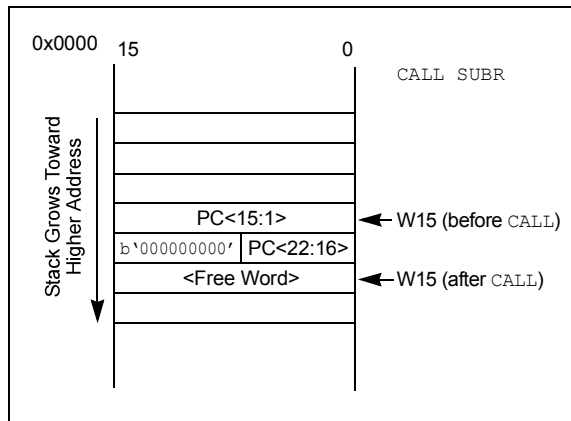 0x0000
15 0
CALL SUBR
Stack Grows Toward
Higher Address
PC<15:1>
W15 (before CALL)
b‘000000000’ PC<22:16>
<Free Word>
W15 (after CALL)